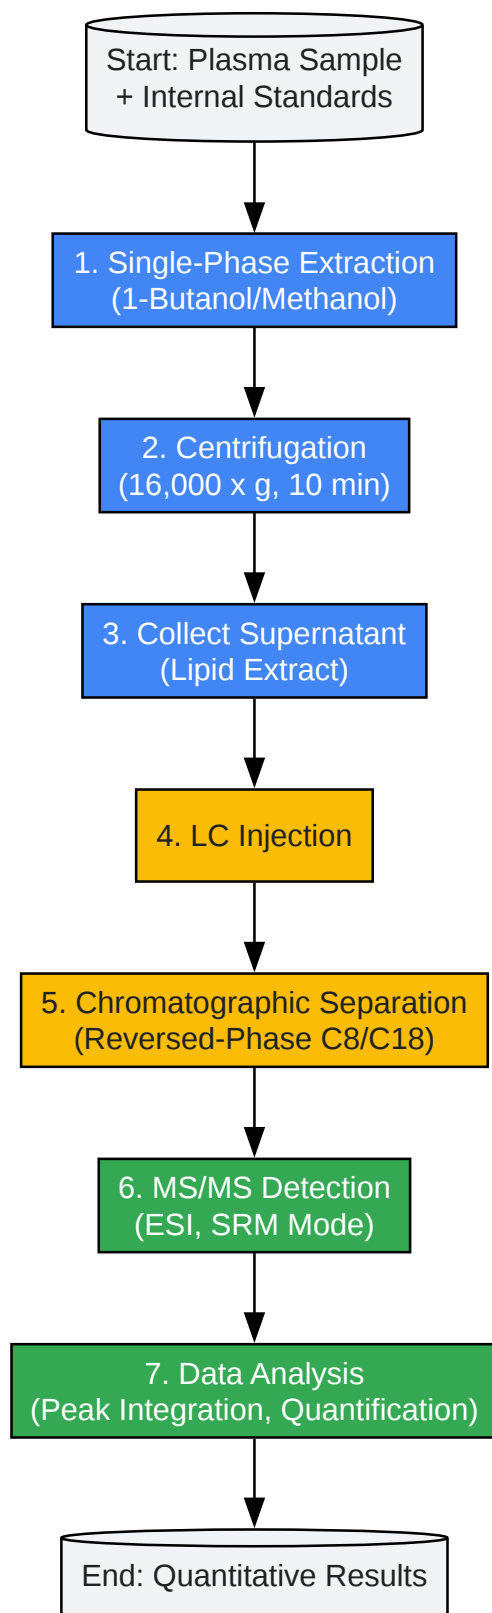 Start: Plasma Sample
+ Internal Standards
1. Single-Phase Extraction
(1-Butanol/Methanol)
2. Centrifugation
(16,000 x g, 10 min)
3. Collect Supernatant
(Lipid Extract)
4. LC Injection
5. Chromatographic Separation
(Reversed-Phase C8/C18)
6. MS/MS Detection
(ESI, SRM Mode)
7. Data Analysis
(Peak Integration, Quantification)
End: Quantitative Results